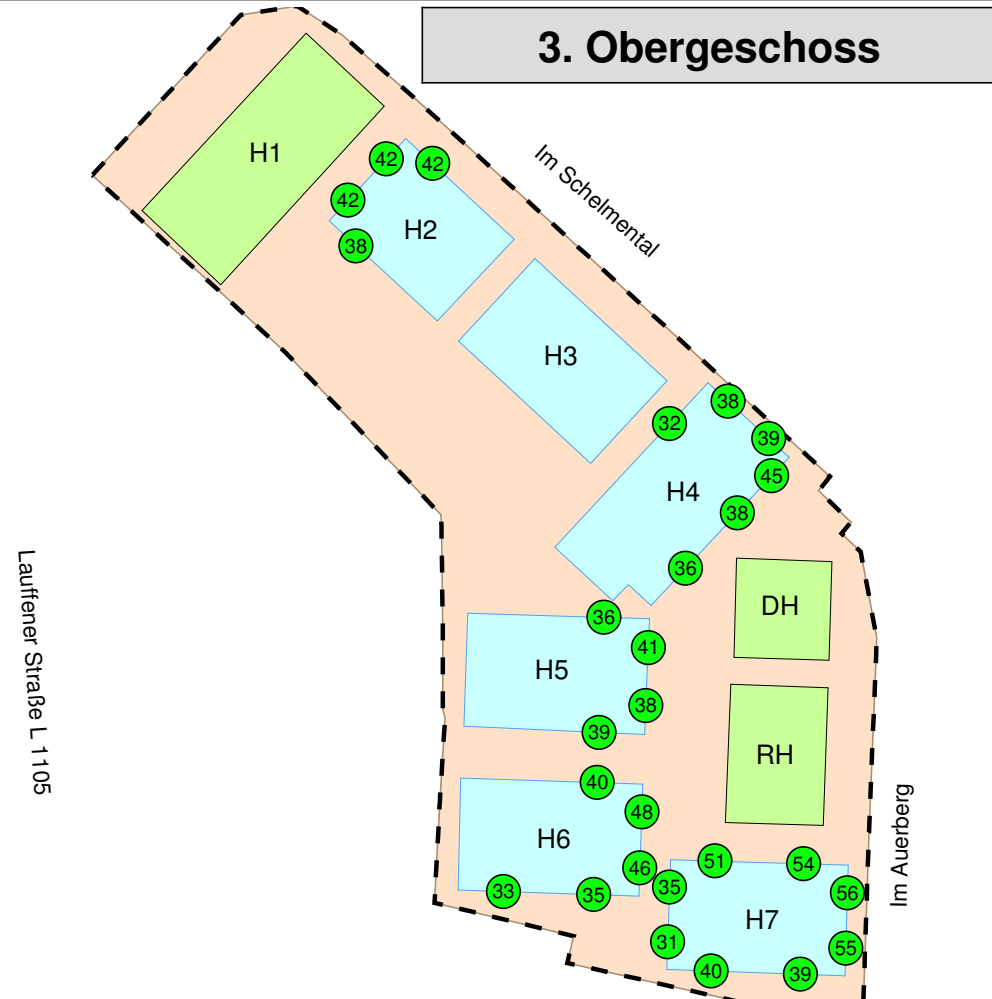 3. Obergeschoss
H1
Im Schelmental
42
42
42
H2
38
H3
38
32
39
45
H4
38
36
DH
36
41
H5
38
39
Lauffener Straße L 1105
RH
40
48
H6
46
33
35
Im Auerberg
51
54
35
56
H7
31
55
40
39